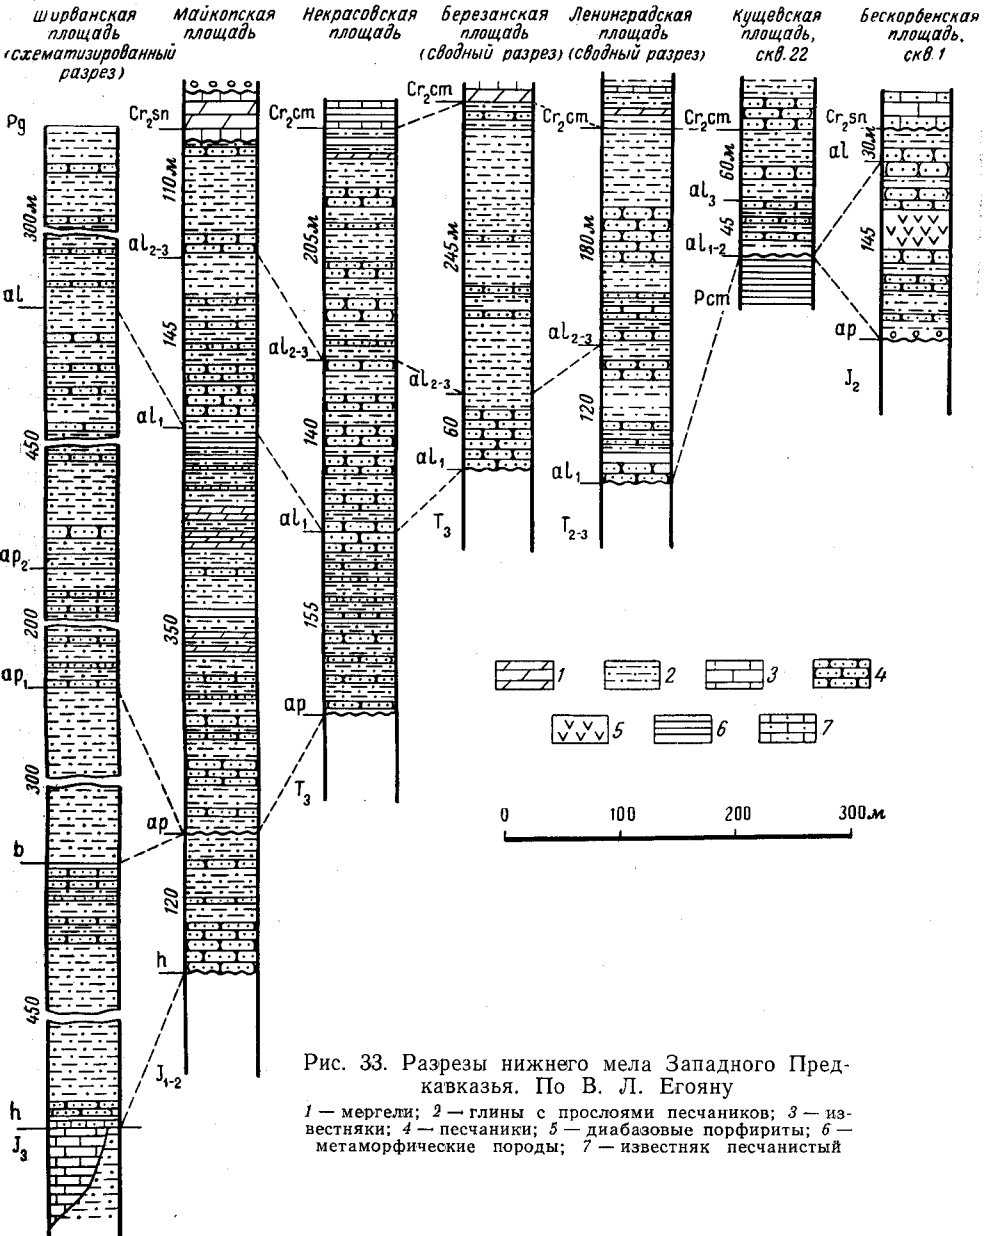 Ширванская площадь
(схематизированный
разрез)
Майкопская
площадь
Некрасовская
площадь
Березанская
площадь
(сводный разрез)
Ленинградская
площадь
(сводный разрез)
Кущевская
площадь,
скв. 22
Бескорбенская
площадь,
скв. 1
Pg
300м
al
450
ap2
200
ap1
300
b
450
h
J3
Cr2sn
110м
al2-3
145
al1
350
ap
120
h
J1-2
Cr2cm
205м
al2-3
140
al1
155
ap
T3
Cr2cm
245м
al2-3
60
al1
T3
Cr2cm
180м
al2-3
120
al1
T2-3
Cr2cm
60м
al3
45
al1-2
Pcm
Cr2sn
30м
al
145
ap
J2
1 2 3 4
5 6 7
0 100 200 300м
Рис. 33. Разрезы нижнего мела Западного Пред-
кавказья. По В. Л. Егояну
1 — мергели; 2 — глины с прослоями песчаников; 3 — из-
вестняки; 4 — песчаники; 5 — диабазовые порфириты; 6 —
метаморфические породы; 7 — известняк песчанистый